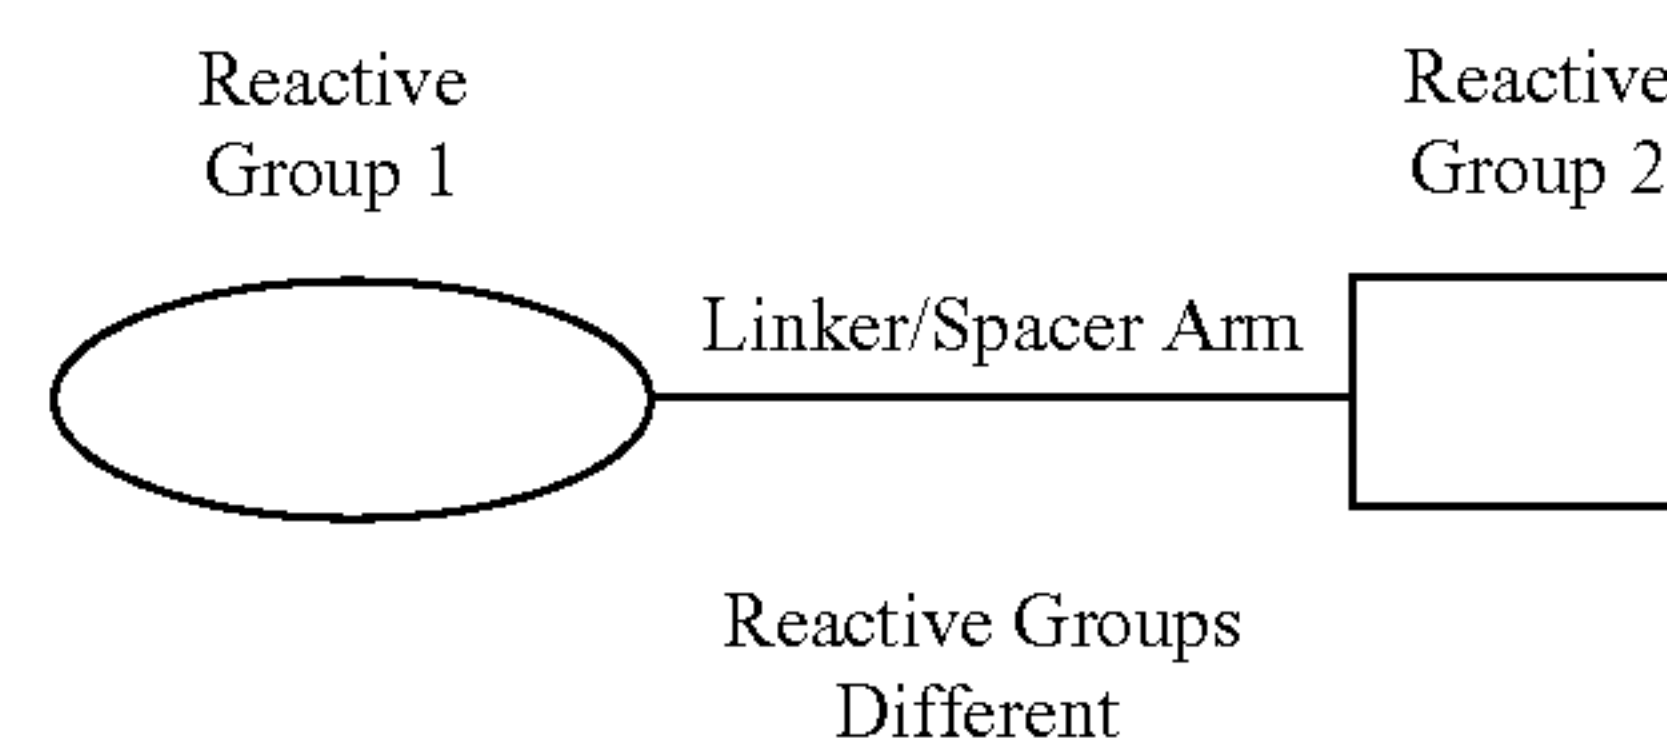 Reactive
Group 1
Reactive
Group 2
Linker/Spacer Arm
Reactive Groups
Different